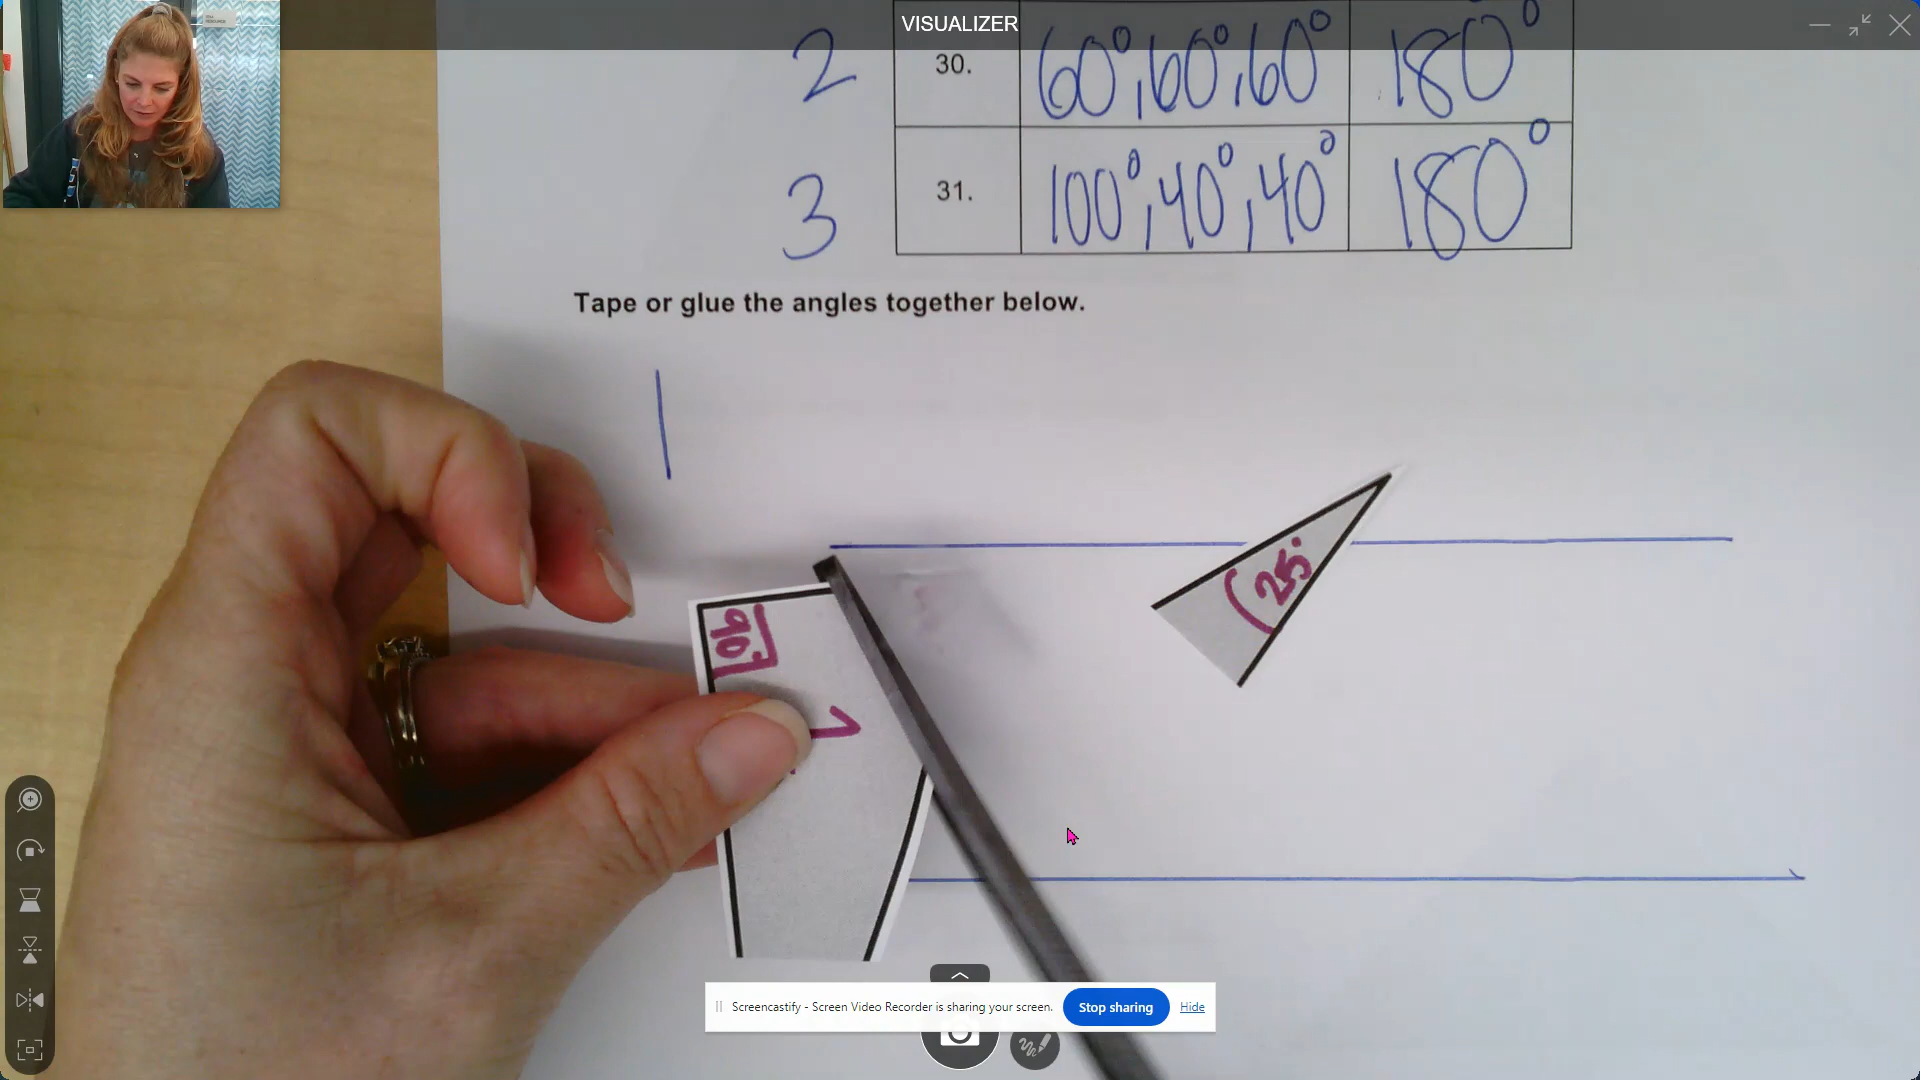 VISUALIZER
2 30. 60°, 60°, 60° 180°
3 31. 100°, 40°, 40° 180°
Tape or glue the angles together below.
1
25°
90°
1
Screencastify - Screen Video Recorder is sharing your screen. Stop sharing Hide